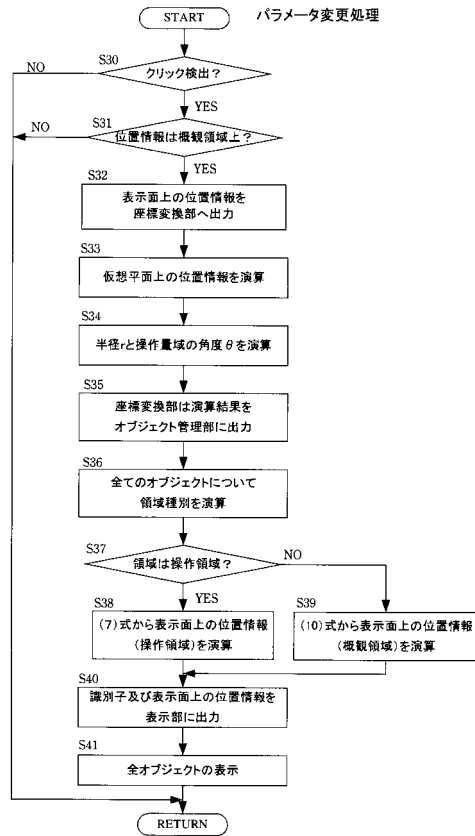 START
パラメータ変更処理
S30
NO
クリック検出？
YES
S31
NO
位置情報は概観領域上？
YES
S32
表示面上の位置情報を
座標変換部へ出力
S33
仮想平面上の位置情報を演算
S34
半径rと操作量域の角度θを演算
S35
座標変換部は演算結果を
オブジェクト管理部に出力
S36
全てのオブジェクトについて
領域種別を演算
S37
領域は操作領域？
NO
YES
S38
(7)式から表示面上の位置情報
(操作領域)を演算
S39
(10)式から表示面上の位置情報
(概観領域)を演算
S40
識別子及び表示面上の位置情報を
表示部に出力
S41
全オブジェクトの表示
RETURN